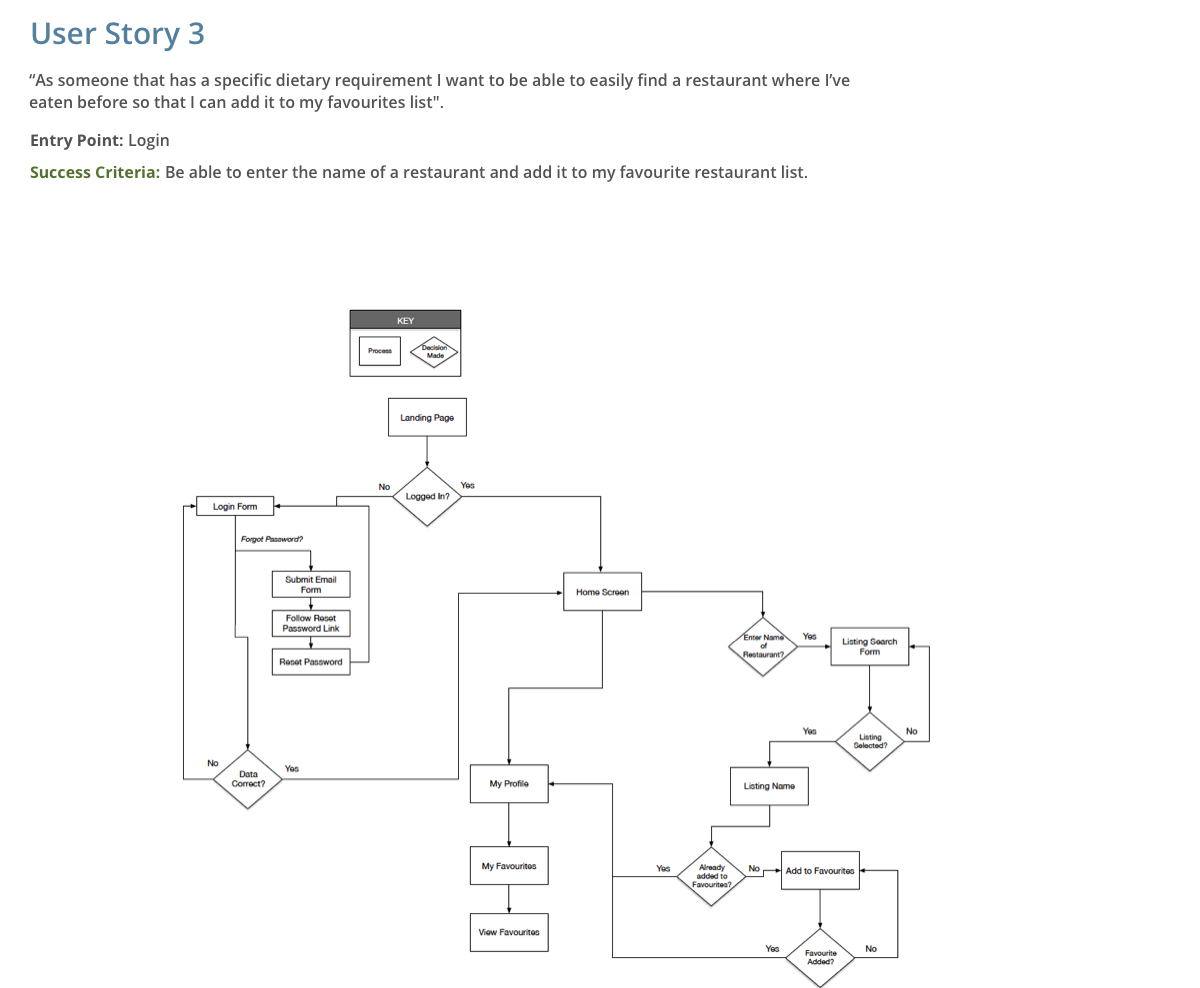 User Story 3
“As someone that has a specific dietary requirement I want to be able to easily find a restaurant where I’ve
eaten before so that I can add it to my favourites list".
Entry Point: Login
Success Criteria: Be able to enter the name of a restaurant and add it to my favourite restaurant list.
KEY
Process
Decision
Made
Landing Page
No
Logged In?
Yes
Login Form
Forgot Password?
Submit Email
Form
Follow Reset
Password Link
Reset Password
No
Data
Correct?
Yes
Home Screen
Enter Name
of
Restaurant?
Yes
Listing Search
Form
Yes
Listing
Selected?
No
My Profile
Listing Name
My Favourites
Yes
Already
added to
Favourites?
No
Add to Favourites
View Favourites
Yes
Favourite
Added?
No